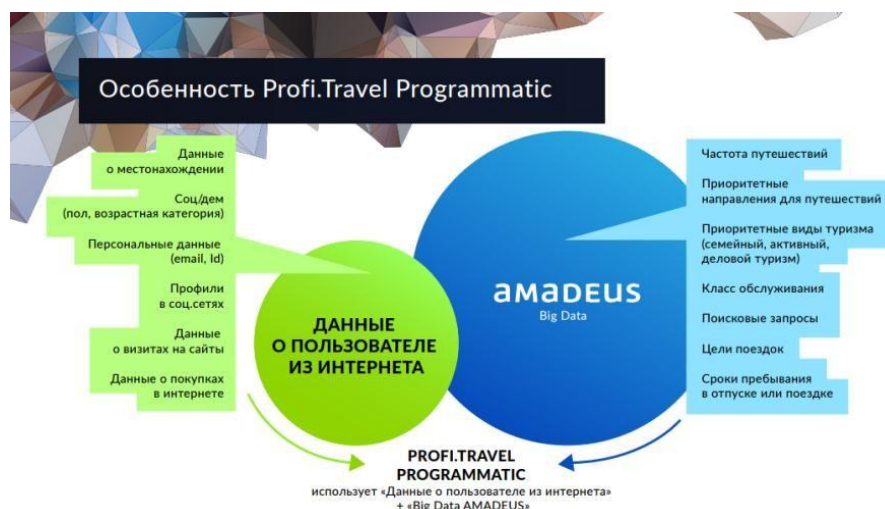 Особенность Profi.Travel Programmatic
Данные
о местонахождении
Соц/дем
(пол, возрастная категория)
Персональные данные
(email, Id)
Профили
в соц.сетях
Данные
о визитах на сайты
Данные о покупках
в интернете
ДАННЫЕ
О ПОЛЬЗОВАТЕЛЕ
ИЗ ИНТЕРНЕТА
amadeus
Big Data
Частота путешествий
Приоритетные
направления для путешествий
Приоритетные виды туризма
(семейный, активный,
деловой туризм)
Класс обслуживания
Поисковые запросы
Цели поездок
Сроки пребывания
в отпуске или поездке
PROFI.TRAVEL
PROGRAMMATIC
использует «Данные о пользователе из интернета»
+ «Big Data AMADEUS»